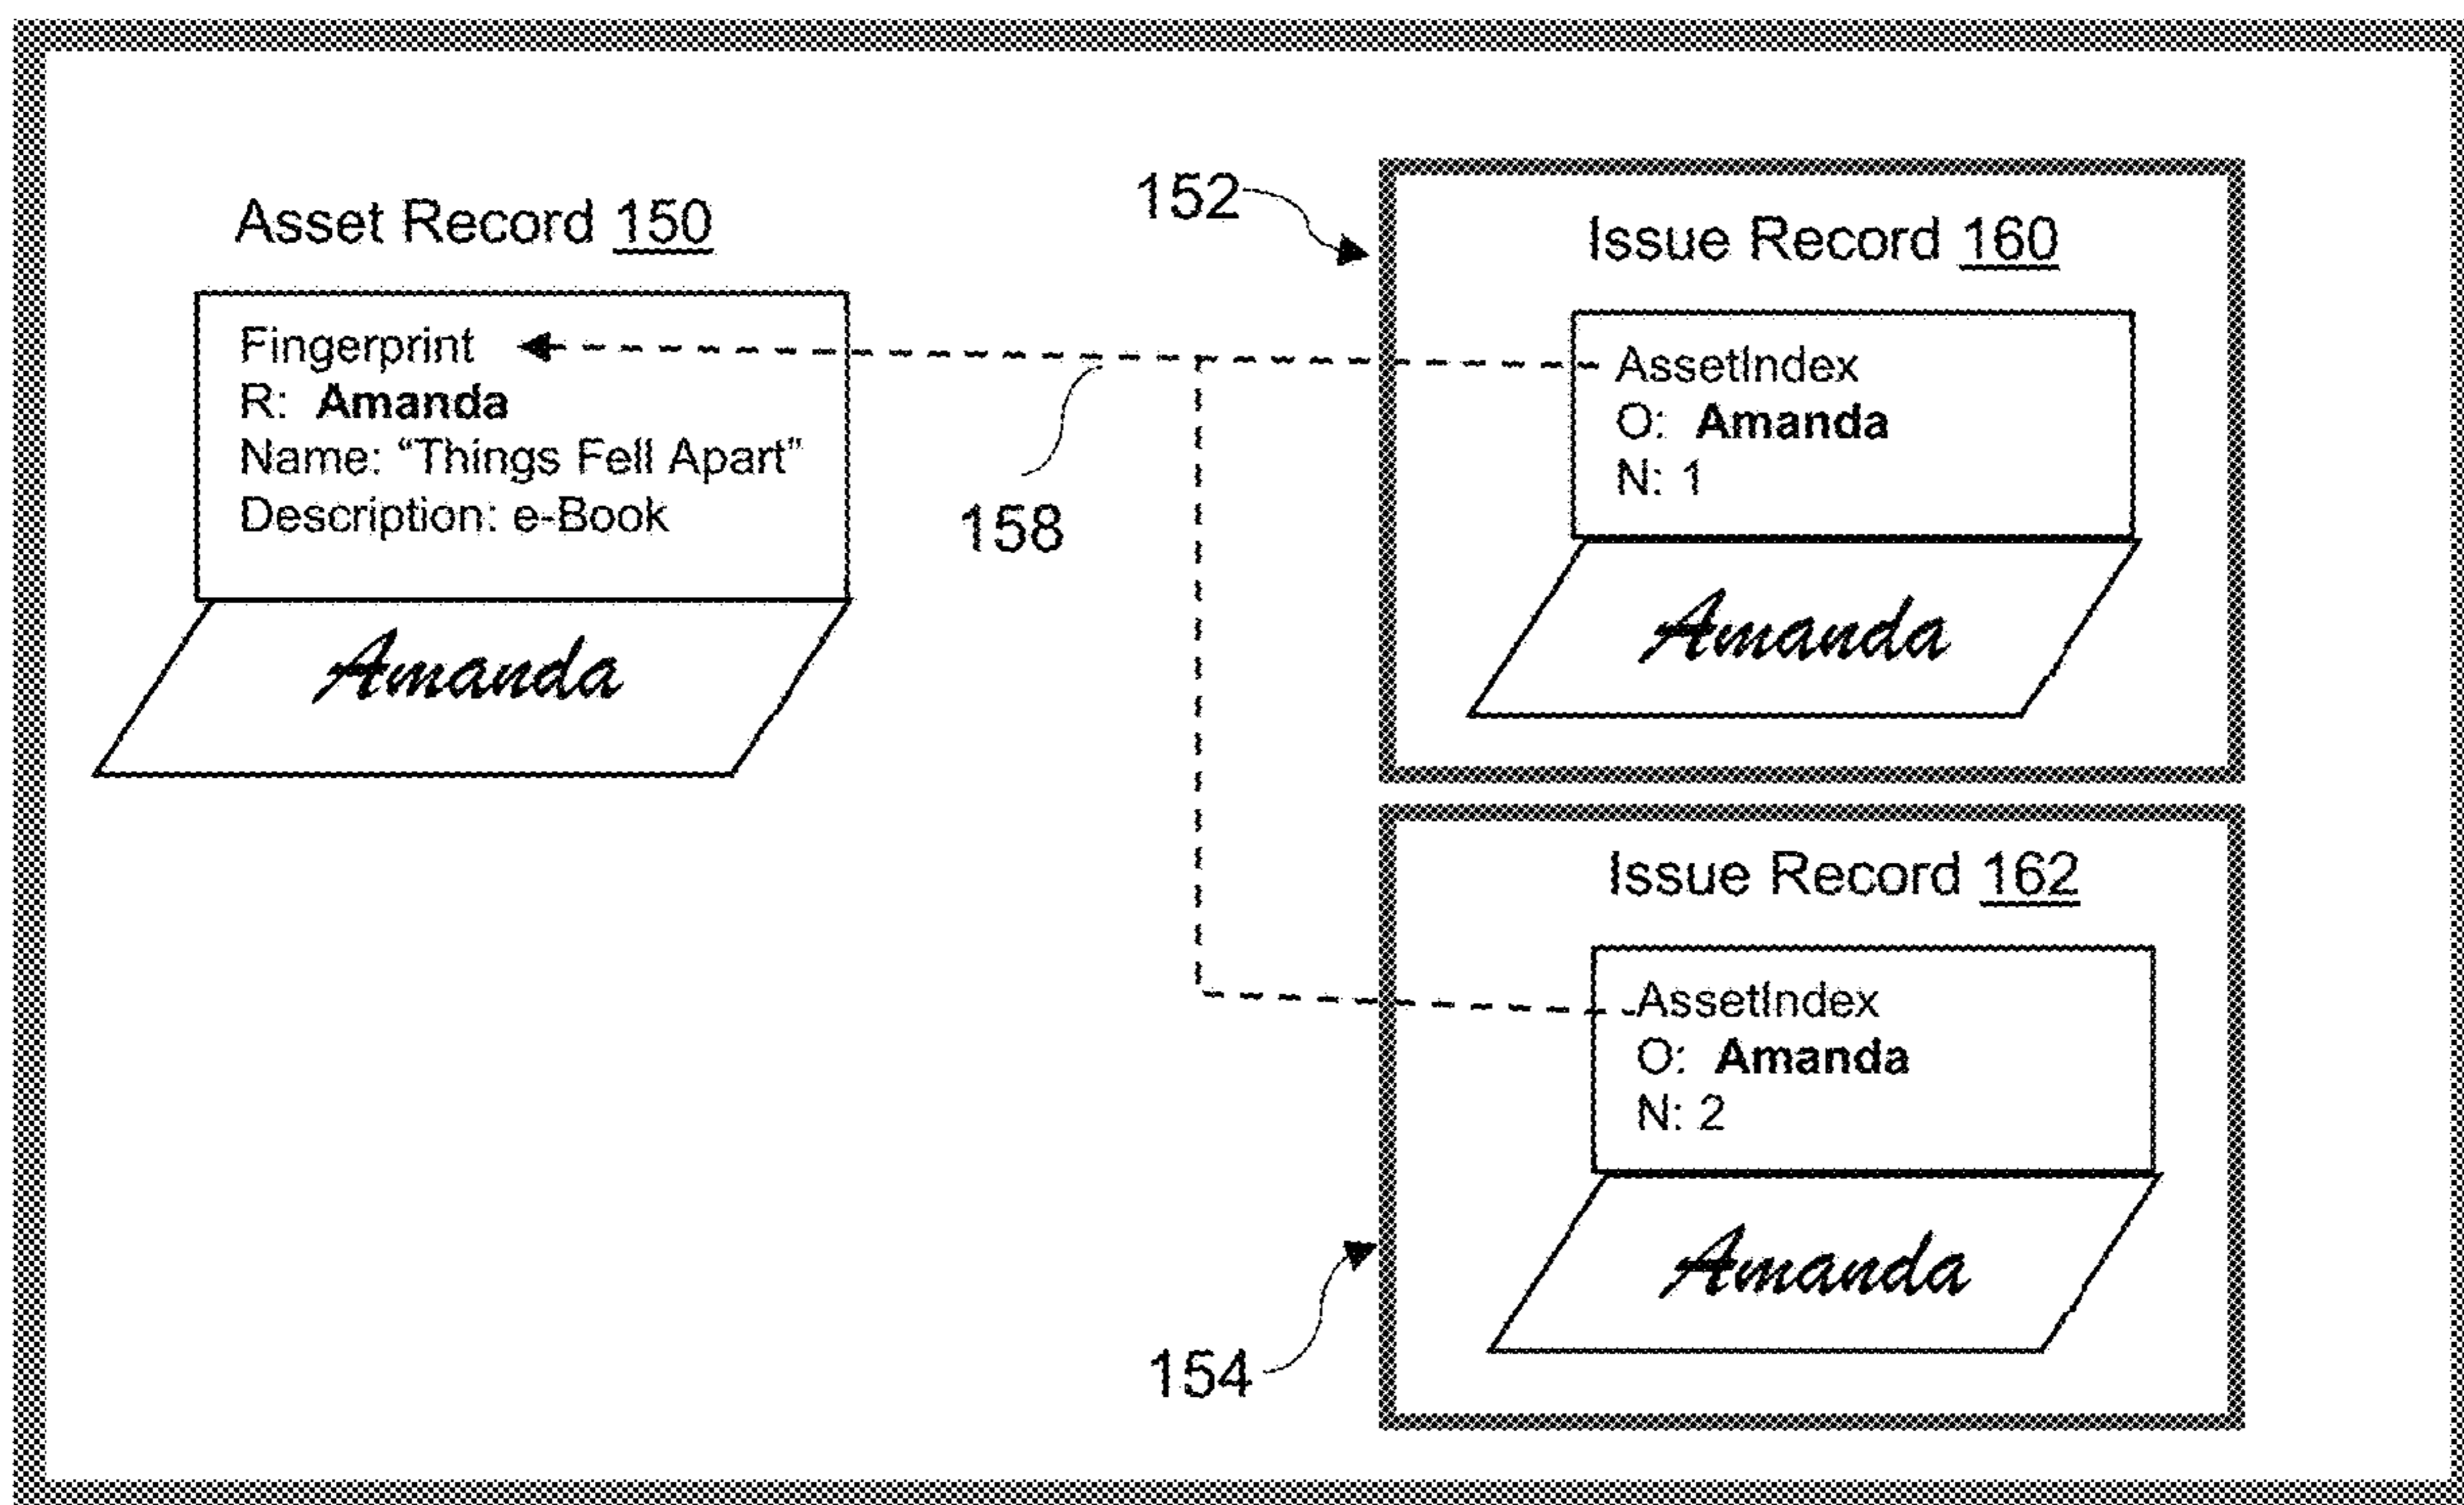 Asset Record 150
Fingerprint
R: Amanda
Name: “Things Fell Apart”
Description: e-Book
Amanda
158
152
Issue Record 160
AssetIndex
O: Amanda
N: 1
Amanda
154
Issue Record 162
AssetIndex
O: Amanda
N: 2
Amanda